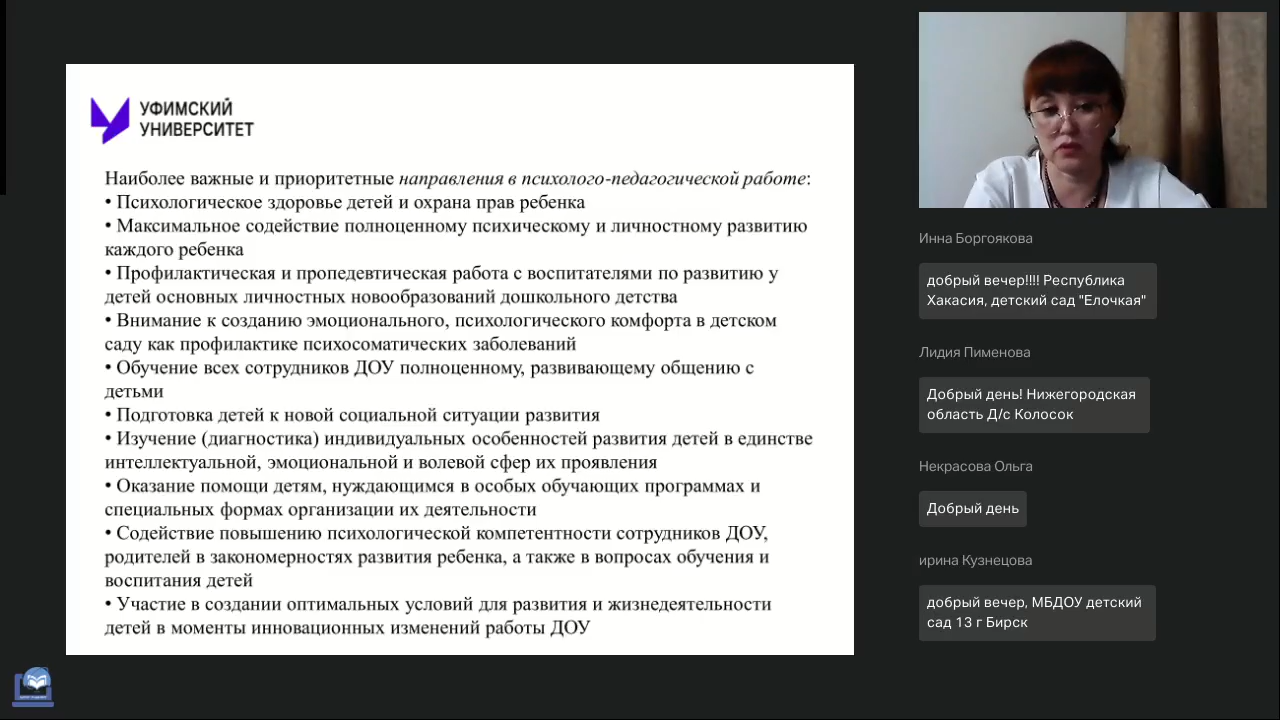 УФИМСКИЙ
УНИВЕРСИТЕТ
Наиболее важные и приоритетные направления в психолого-педагогической работе:
• Психологическое здоровье детей и охрана прав ребенка
• Максимальное содействие полноценному психическому и личностному развитию
каждого ребенка
• Профилактическая и пропедевтическая работа с воспитателями по развитию у
детей основных личностных новообразований дошкольного детства
• Внимание к созданию эмоционального, психологического комфорта в детском
саду как профилактике психосоматических заболеваний
• Обучение всех сотрудников ДОУ полноценному, развивающему общению с
детьми
• Подготовка детей к новой социальной ситуации развития
• Изучение (диагностика) индивидуальных особенностей развития детей в единстве
интеллектуальной, эмоциональной и волевой сфер их проявления
• Оказание помощи детям, нуждающимся в особых обучающих программах и
специальных формах организации их деятельности
• Содействие повышению психологической компетентности сотрудников ДОУ,
родителей в закономерностях развития ребенка, а также в вопросах обучения и
воспитания детей
• Участие в создании оптимальных условий для развития и жизнедеятельности
детей в моменты инновационных изменений работы ДОУ
Инна Боргоякова
добрый вечер!!!! Республика
Хакасия, детский сад "Елочкая"
Лидия Пименова
Добрый день! Нижегородская
область Д/с Колосок
Некрасова Ольга
Добрый день
ирина Кузнецова
добрый вечер, МБДОУ детский
сад 13 г Бирск